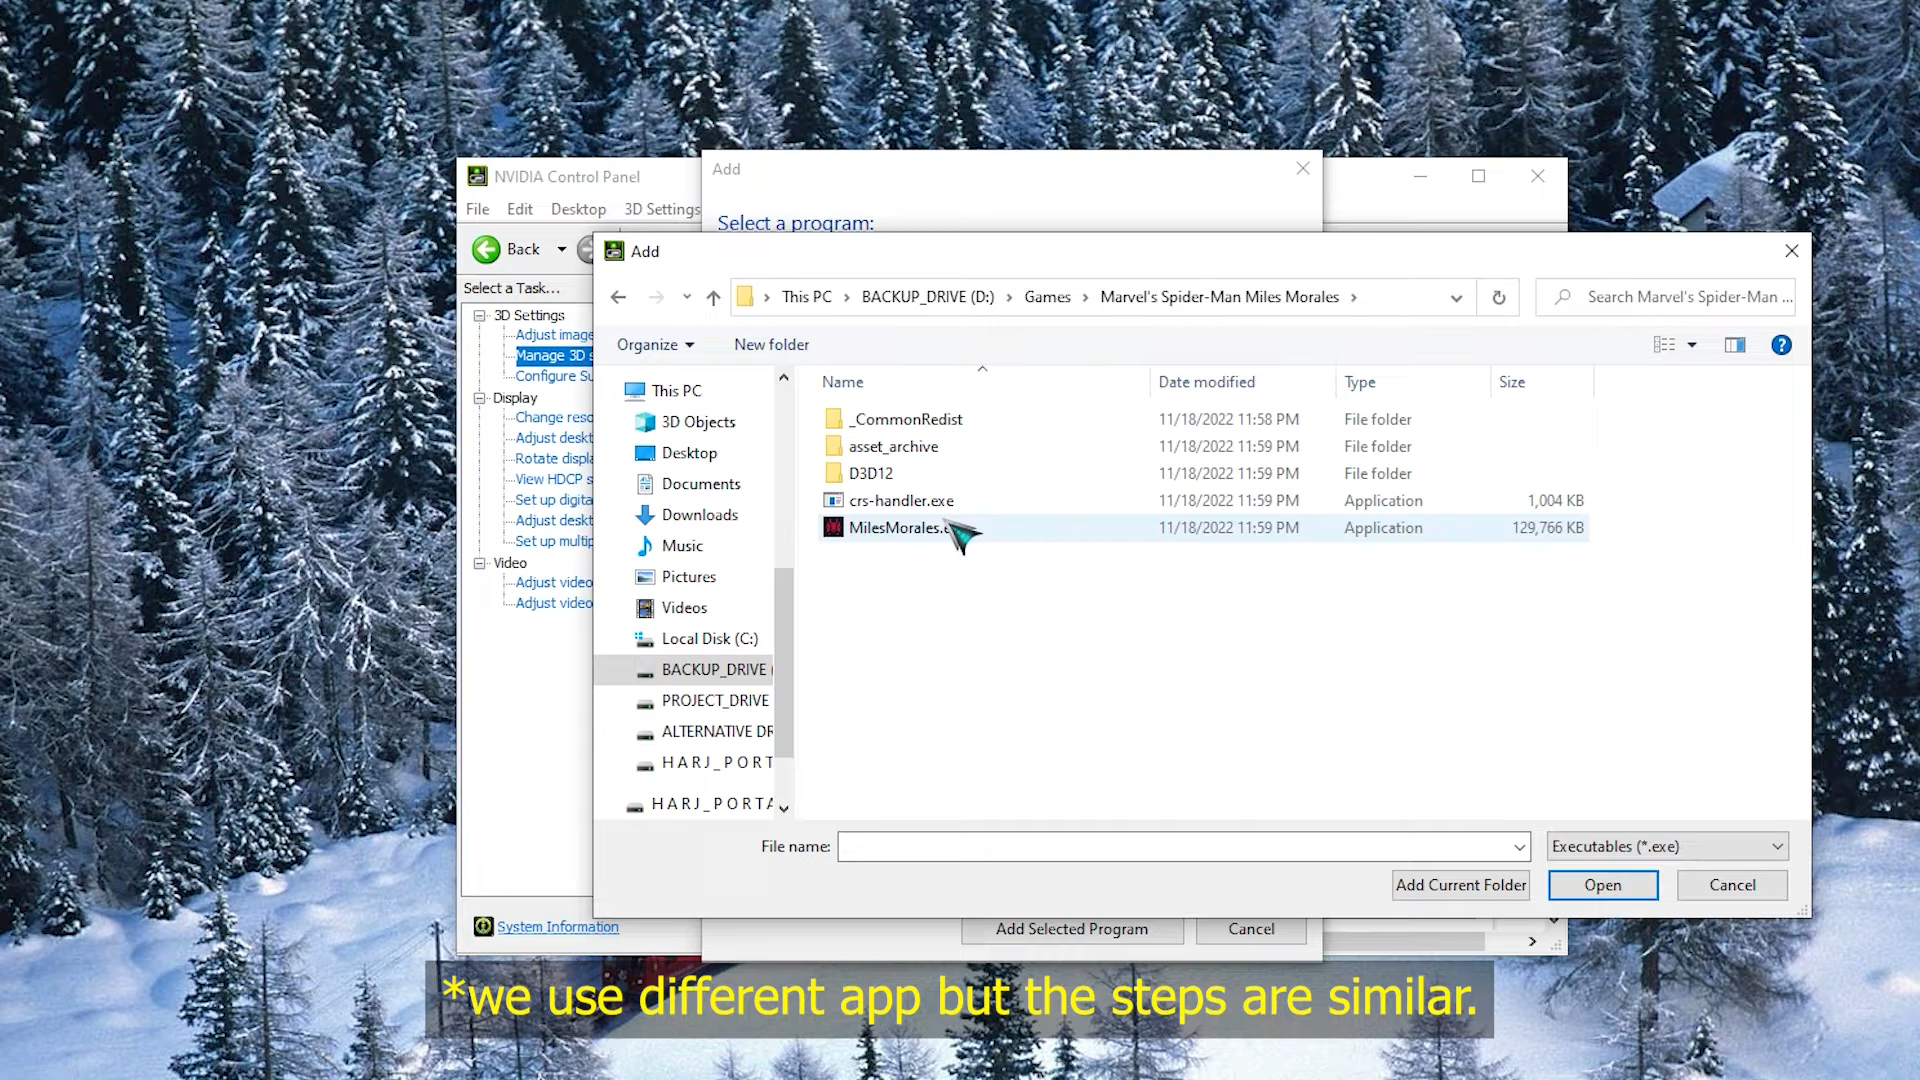 NVIDIA Control Panel
File Edit Desktop 3D Settings
Back
Select a Task...
3D Settings
Adjust image
Manage 3D s
Configure Su
Display
Change reso
Adjust deskt
Rotate displa
View HDCP s
Set up digita
Adjust deskt
Set up multip
Video
Adjust video
Adjust video
System Information
Add
Select a program:
Add
This PC BACKUP_DRIVE (D:) Games Marvel's Spider-Man Miles Morales
Search Marvel's Spider-Man ...
Organize New folder
This PC
3D Objects
Desktop
Documents
Downloads
Music
Pictures
Videos
Local Disk (C:)
BACKUP_DRIVE (
PROJECT_DRIVE
ALTERNATIVE DR
HARJ_PORT
HARJ_PORTA
Name Date modified Type Size
_CommonRedist 11/18/2022 11:58 PM File folder
asset_archive 11/18/2022 11:59 PM File folder
D3D12 11/18/2022 11:59 PM File folder
crs-handler.exe 11/18/2022 11:59 PM Application 1,004 KB
MilesMorales.e 11/18/2022 11:59 PM Application 129,766 KB
File name: Executables (*.exe)
Add Current Folder Open Cancel
Add Selected Program Cancel
*we use different app but the steps are similar.